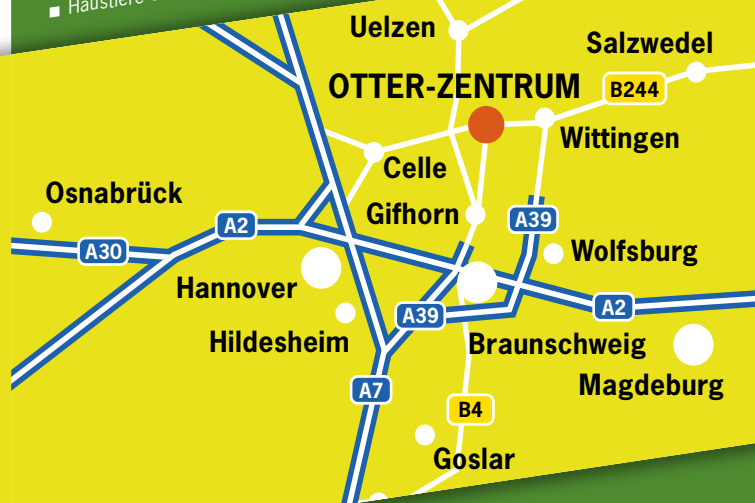 Haustiere
Uelzen
Salzwedel
OTTER-ZENTRUM
B244
Wittingen
Celle
Osnabrück
Gifhorn
A39
A2
A30
Wolfsburg
Hannover
A39
A2
Hildesheim
Braunschweig
Magdeburg
A7
B4
Goslar